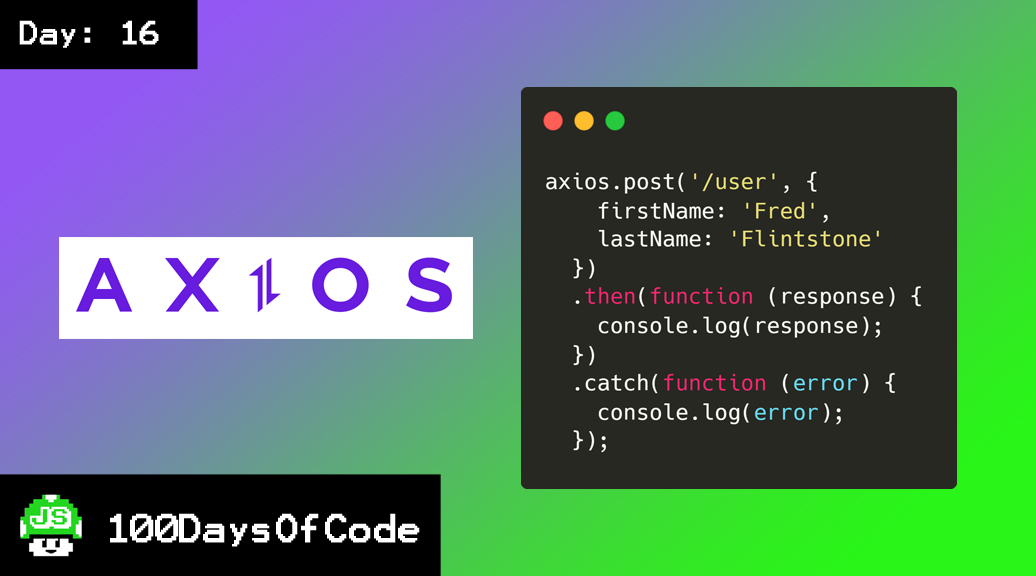 Day: 16
AXIOS
axios.post('/user', {
    firstName: 'Fred',
    lastName: 'Flintstone'
  })
  .then(function (response) {
    console.log(response);
  })
  .catch(function (error) {
    console.log(error);
  });
JS
100DaysOfCode